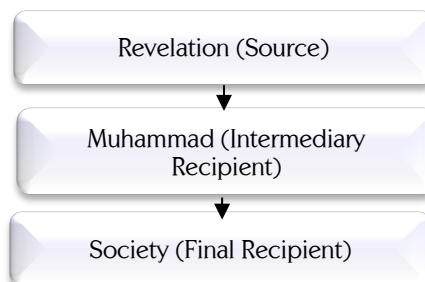 Revelation (Source)
Muhammad (Intermediary
Recipient)
Society (Final Recipient)